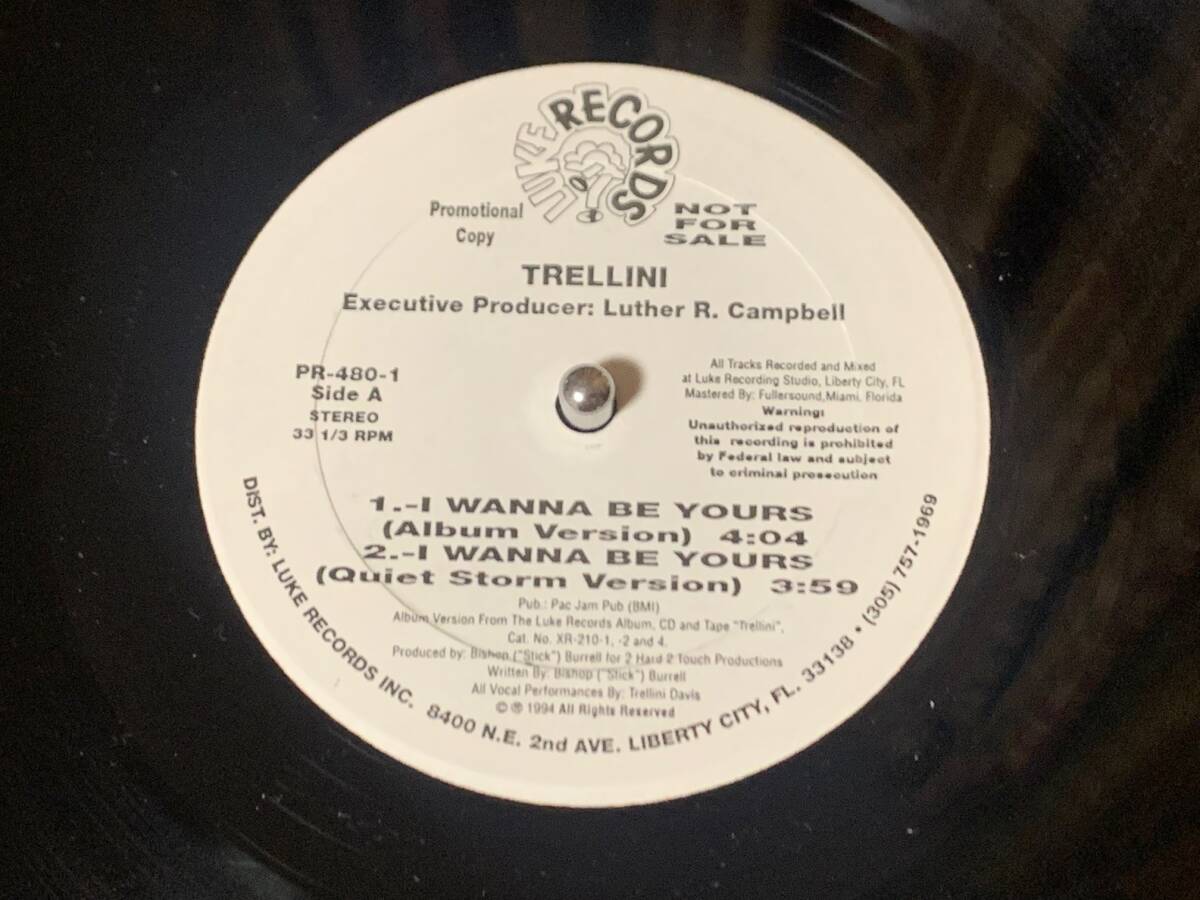 LUKE RECORDS
Promotional
Copy
NOT
FOR
SALE
TRELLINI
Executive Producer: Luther R. Campbell
PR-480-1
Side A
STEREO
33 1/3 RPM
All Tracks Recorded and Mixed
at Luke Recording Studio, Liberty City, FL
Mastered By: Fullersound, Miami, Florida
Warning:
Unauthorized reproduction of
this recording is prohibited
by Federal law and subject
to criminal prosecution
1.-I WANNA BE YOURS
(Album Version) 4:04
2.-I WANNA BE YOURS
(Quiet Storm Version) 3:59
Pub.: Pac Jam Pub (BMI)
Album Version From The Luke Records Album, CD and Tape "Trellini",
Cat. No. XR-210-1, -2 and 4.
Produced by: Bishop ("Stick") Burrell for 2 Hard 2 Touch Productions
Written By: Bishop ("Stick") Burrell
All Vocal Performances By: Trellini Davis
© ℗ 1994 All Rights Reserved
DIST. BY: LUKE RECORDS INC. 8400 N.E. 2nd AVE. LIBERTY CITY, FL. 33138 • (305) 757-1969